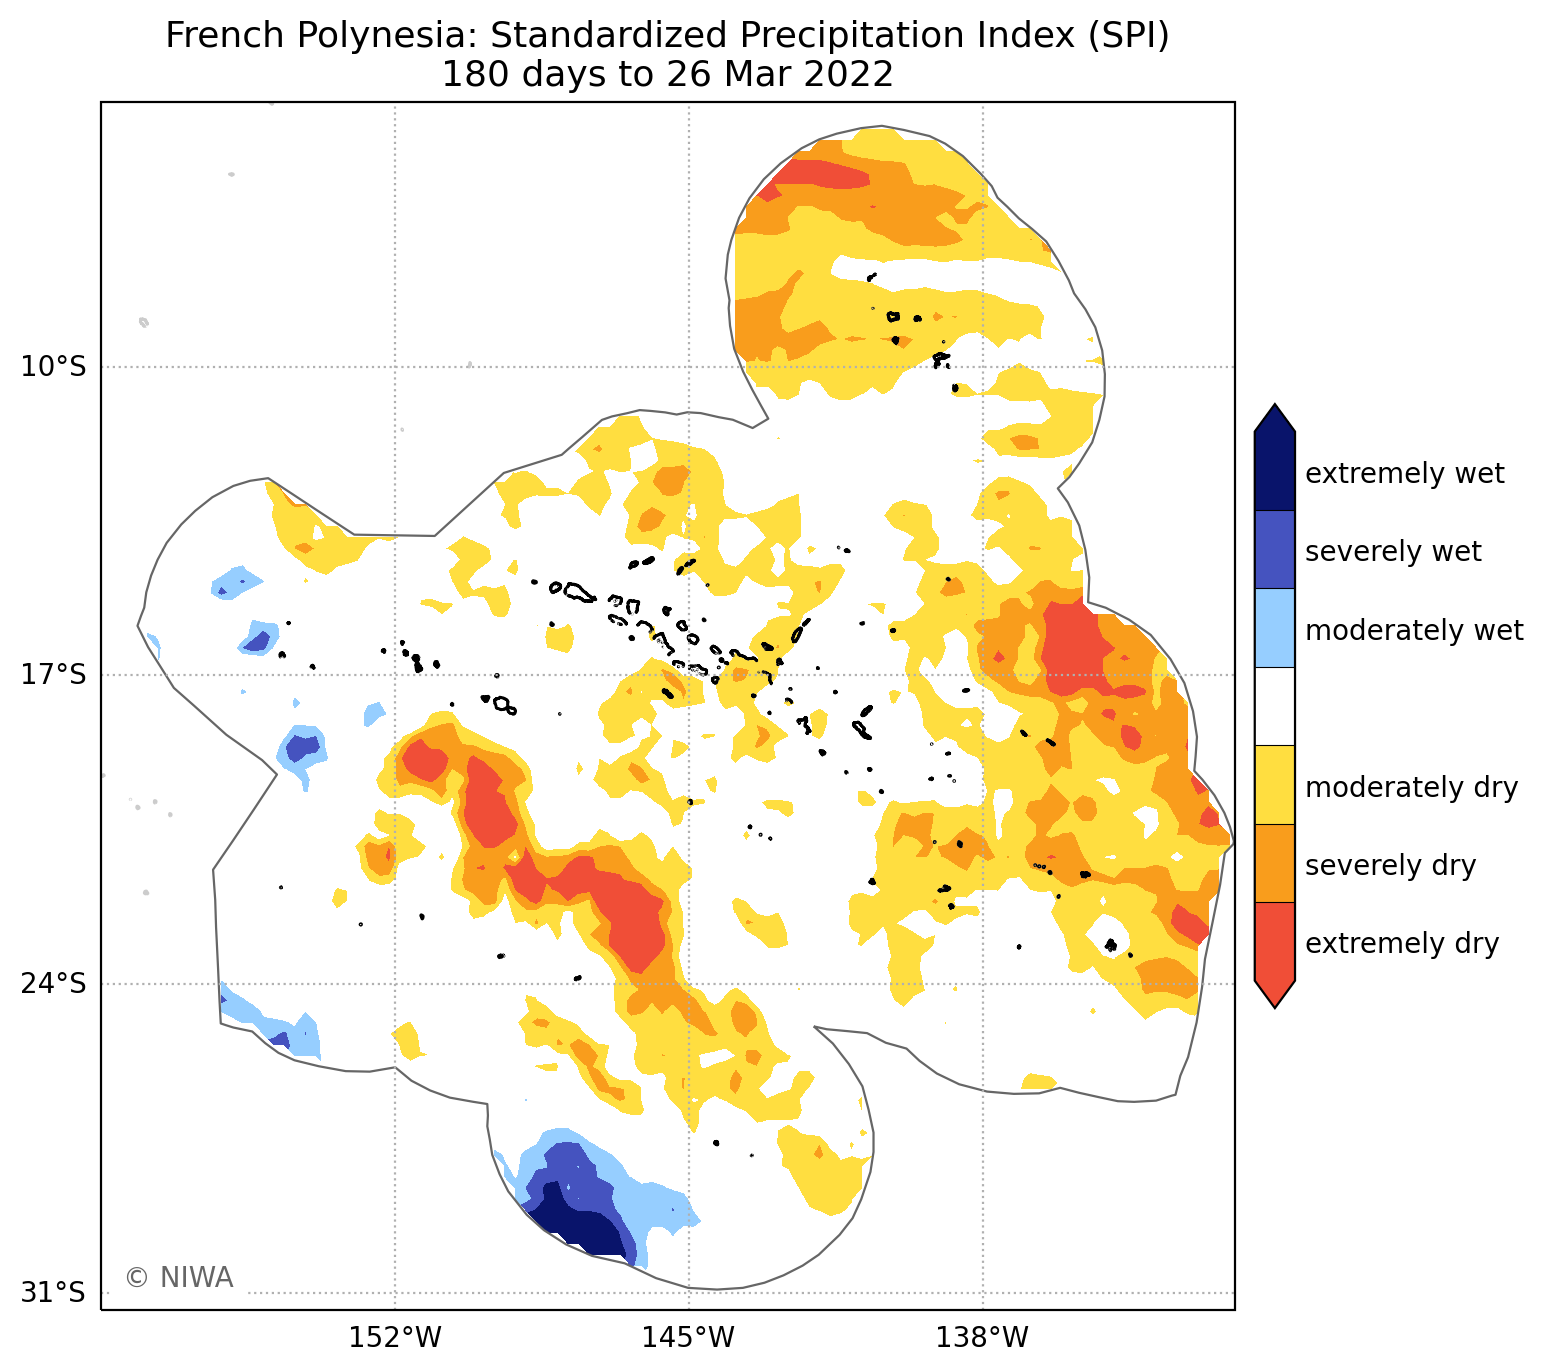 French Polynesia: Standardized Precipitation Index (SPI)
180 days to 26 Mar 2022
10°S
17°S
24°S
31°S
152°W
145°W
138°W
extremely wet
severely wet
moderately wet
moderately dry
severely dry
extremely dry
© NIWA